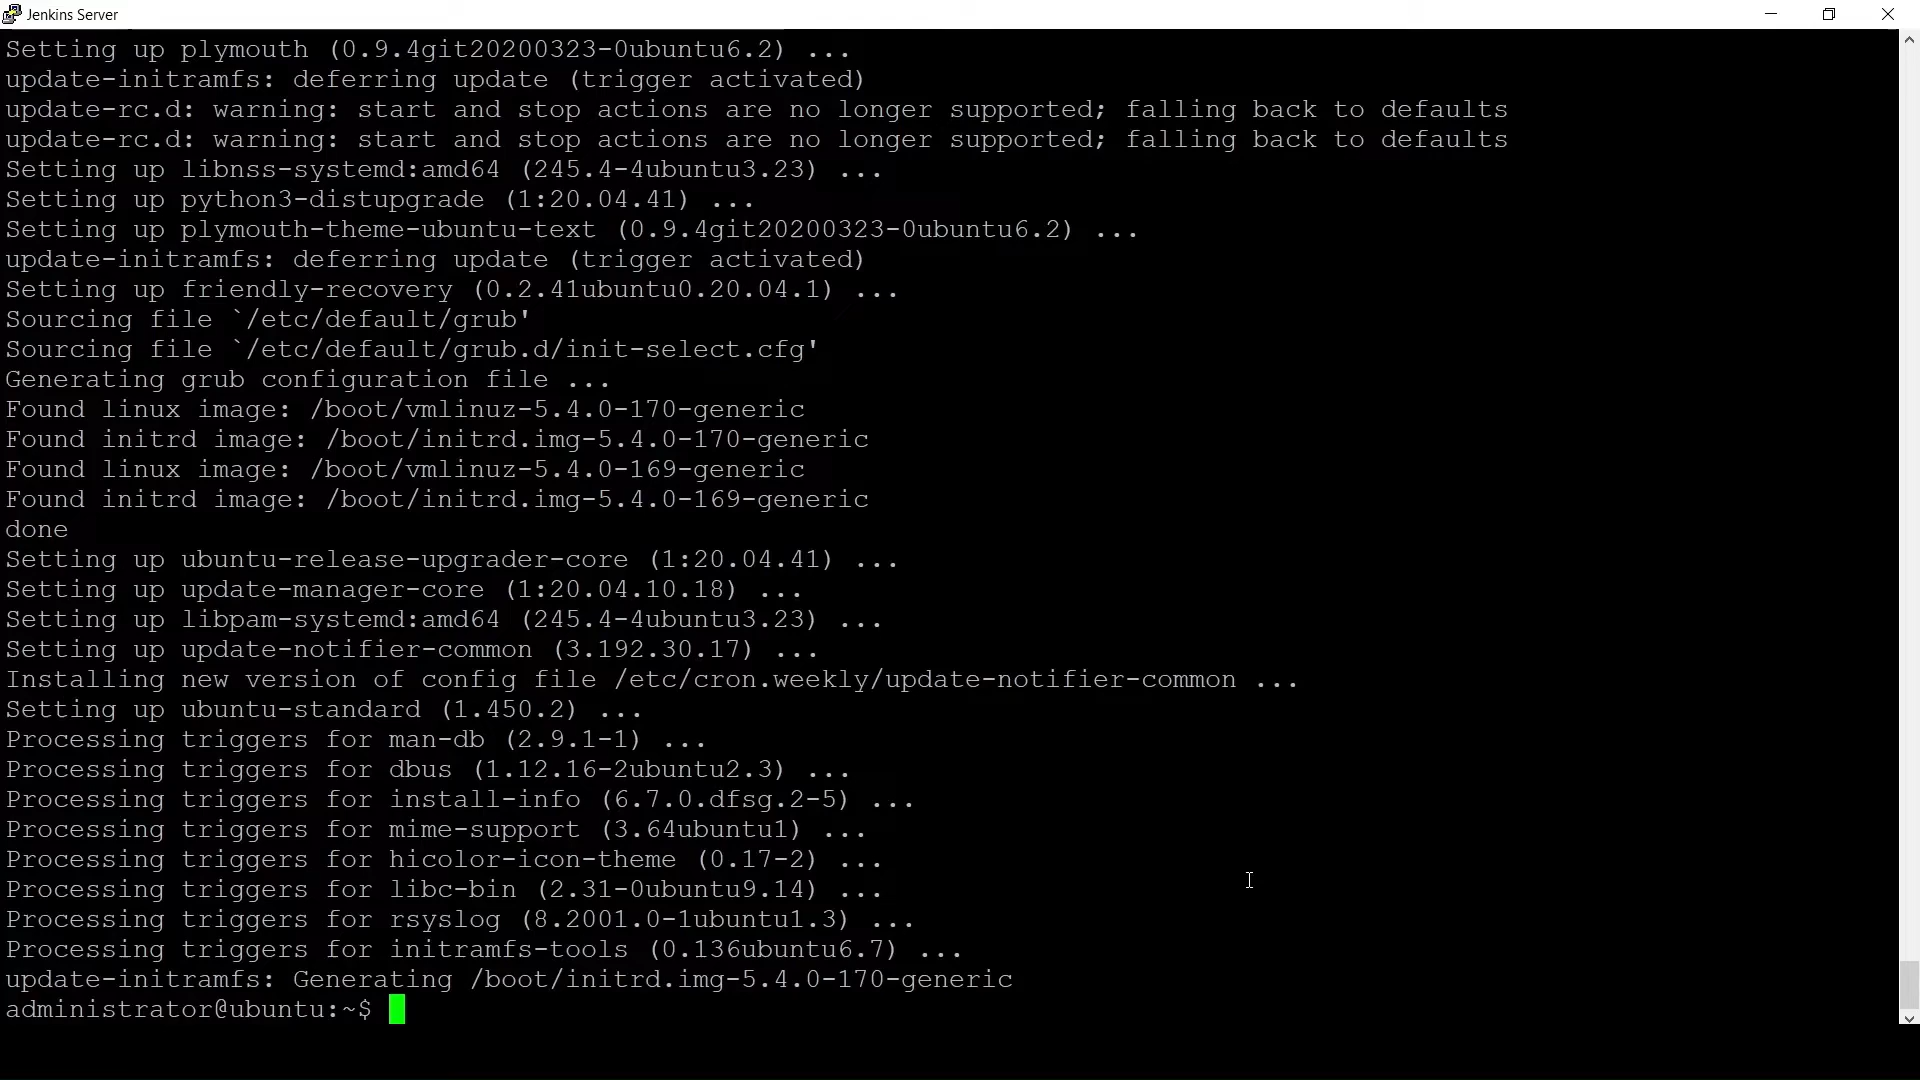 Jenkins Server
Setting up plymouth (0.9.4git20200323-0ubuntu6.2) ...
update-initramfs: deferring update (trigger activated)
update-rc.d: warning: start and stop actions are no longer supported; falling back to defaults
update-rc.d: warning: start and stop actions are no longer supported; falling back to defaults
Setting up libnss-systemd:amd64 (245.4-4ubuntu3.23) ...
Setting up python3-distupgrade (1:20.04.41) ...
Setting up plymouth-theme-ubuntu-text (0.9.4git20200323-0ubuntu6.2) ...
update-initramfs: deferring update (trigger activated)
Setting up friendly-recovery (0.2.41ubuntu0.20.04.1) ...
Sourcing file `/etc/default/grub'
Sourcing file `/etc/default/grub.d/init-select.cfg'
Generating grub configuration file ...
Found linux image: /boot/vmlinuz-5.4.0-170-generic
Found initrd image: /boot/initrd.img-5.4.0-170-generic
Found linux image: /boot/vmlinuz-5.4.0-169-generic
Found initrd image: /boot/initrd.img-5.4.0-169-generic
done
Setting up ubuntu-release-upgrader-core (1:20.04.41) ...
Setting up update-manager-core (1:20.04.10.18) ...
Setting up libpam-systemd:amd64 (245.4-4ubuntu3.23) ...
Setting up update-notifier-common (3.192.30.17) ...
Installing new version of config file /etc/cron.weekly/update-notifier-common ...
Setting up ubuntu-standard (1.450.2) ...
Processing triggers for man-db (2.9.1-1) ...
Processing triggers for dbus (1.12.16-2ubuntu2.3) ...
Processing triggers for install-info (6.7.0.dfsg.2-5) ...
Processing triggers for mime-support (3.64ubuntu1) ...
Processing triggers for hicolor-icon-theme (0.17-2) ...
Processing triggers for libc-bin (2.31-0ubuntu9.14) ...
Processing triggers for rsyslog (8.2001.0-1ubuntu1.3) ...
Processing triggers for initramfs-tools (0.136ubuntu6.7) ...
update-initramfs: Generating /boot/initrd.img-5.4.0-170-generic
administrator@ubuntu:~$